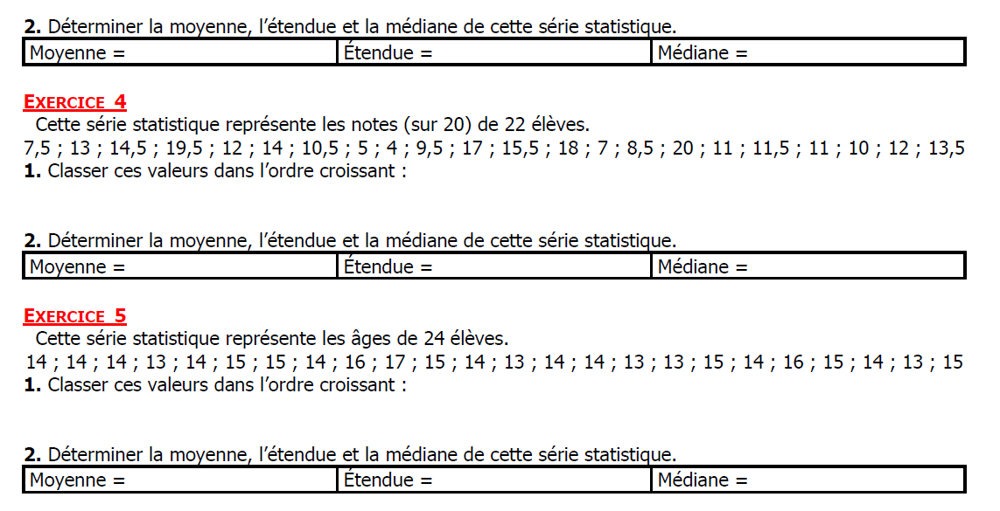 2. Déterminer la moyenne, l’étendue et la médiane de cette série statistique.
Moyenne = Étendue = Médiane =
EXERCICE 4
Cette série statistique représente les notes (sur 20) de 22 élèves.
7,5 ; 13 ; 14,5 ; 19,5 ; 12 ; 14 ; 10,5 ; 5 ; 4 ; 9,5 ; 17 ; 15,5 ; 18 ; 7 ; 8,5 ; 20 ; 11 ; 11,5 ; 11 ; 10 ; 12 ; 13,5
1. Classer ces valeurs dans l’ordre croissant :
2. Déterminer la moyenne, l’étendue et la médiane de cette série statistique.
Moyenne = Étendue = Médiane =
EXERCICE 5
Cette série statistique représente les âges de 24 élèves.
14 ; 14 ; 14 ; 13 ; 14 ; 15 ; 15 ; 14 ; 16 ; 17 ; 15 ; 14 ; 13 ; 14 ; 14 ; 13 ; 13 ; 15 ; 14 ; 16 ; 15 ; 14 ; 13 ; 15
1. Classer ces valeurs dans l’ordre croissant :
2. Déterminer la moyenne, l’étendue et la médiane de cette série statistique.
Moyenne = Étendue = Médiane =